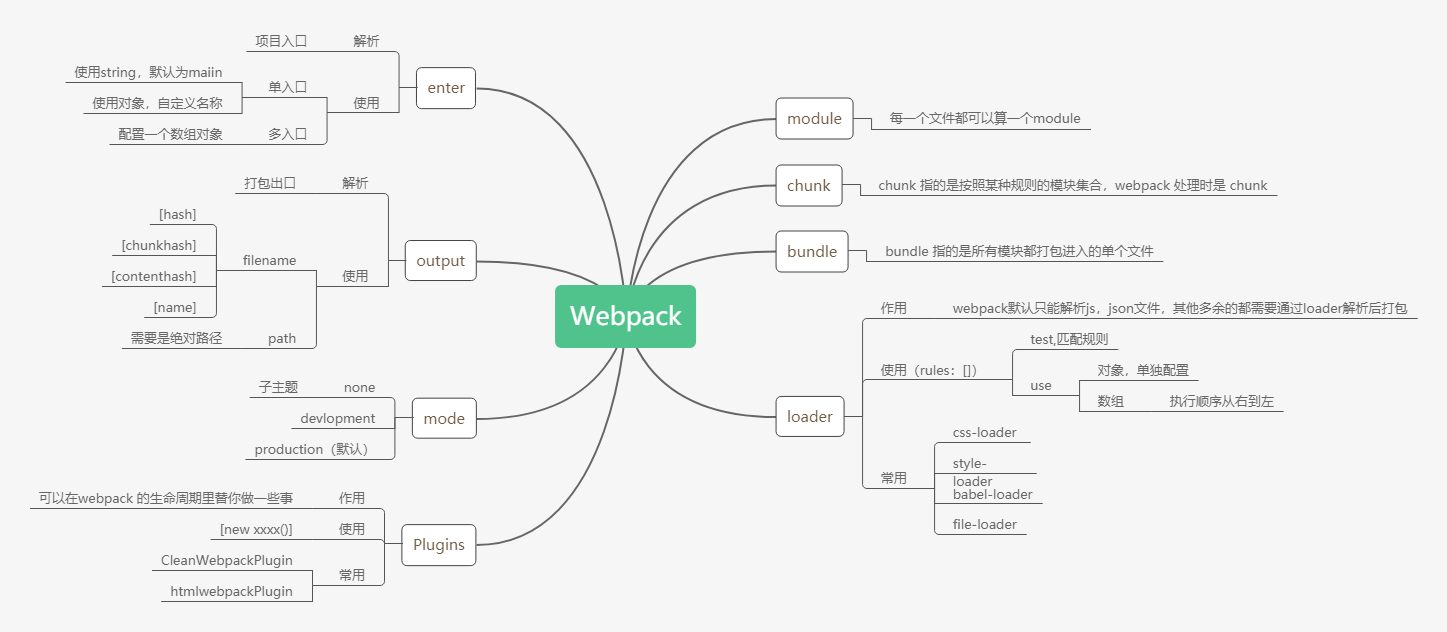 Webpack
enter
解析
项目入口
使用
单入口
使用string，默认为maiin
使用对象，自定义名称
多入口
配置一个数组对象
output
解析
打包出口
使用
filename
[hash]
[chunkhash]
[contenthash]
[name]
path
需要是绝对路径
mode
none
子主题
devlopment
production（默认）
Plugins
作用
可以在webpack 的生命周期里替你做一些事
使用
[new xxxx()]
常用
CleanWebpackPlugin
htmlwebpackPlugin
module
每一个文件都可以算一个module
chunk
chunk 指的是按照某种规则的模块集合，webpack 处理时是 chunk
bundle
bundle 指的是所有模块都打包进入的单个文件
loader
作用
webpack默认只能解析js，json文件，其他多余的都需要通过loader解析后打包
使用（rules：[]）
test,匹配规则
use
对象，单独配置
数组
执行顺序从右到左
常用
css-loader
style-
loader
babel-loader
file-loader